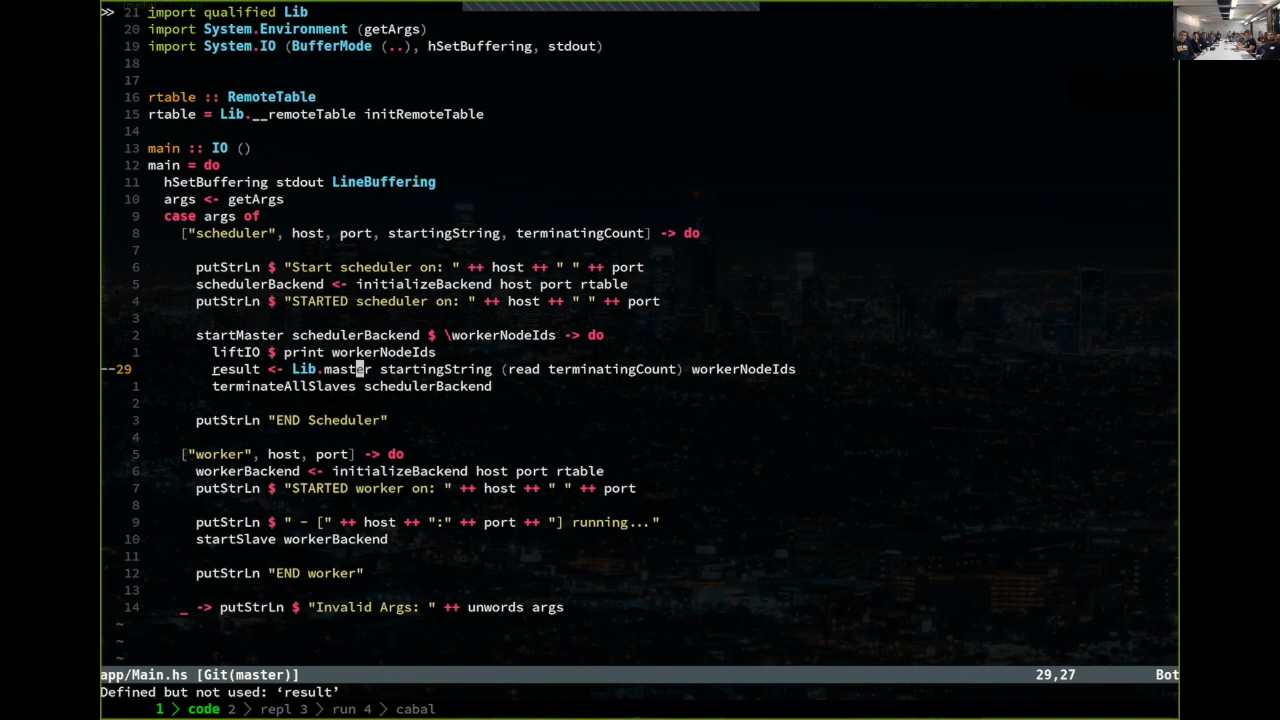 >> 21 import qualified Lib
20 import System.Environment (getArgs)
19 import System.IO (BufferMode (..), hSetBuffering, stdout)
18
17
16 rtable :: RemoteTable
15 rtable = Lib.__remoteTable initRemoteTable
14
13 main :: IO ()
12 main = do
11 hSetBuffering stdout LineBuffering
10 args <- getArgs
9 case args of
8 ["scheduler", host, port, startingString, terminatingCount] -> do
7
6 putStrLn $ "Start scheduler on: " ++ host ++ " " ++ port
5 schedulerBackend <- initializeBackend host port rtable
4 putStrLn $ "STARTED scheduler on: " ++ host ++ " " ++ port
3
2 startMaster schedulerBackend $ \workerNodeIds -> do
1 liftIO $ print workerNodeIds
--29 result <- Lib.master startingString (read terminatingCount) workerNodeIds
1 terminateAllSlaves schedulerBackend
2
3 putStrLn "END Scheduler"
4
5 ["worker", host, port] -> do
6 workerBackend <- initializeBackend host port rtable
7 putStrLn $ "STARTED worker on: " ++ host ++ " " ++ port
8
9 putStrLn $ " - [" ++ host ++ ":" ++ port ++ "] running..."
10 startSlave workerBackend
11
12 putStrLn "END worker"
13
14 _ -> putStrLn $ "Invalid Args: " ++ unwords args
~
~
~
app/Main.hs [Git(master)] 29,27 Bot
Defined but not used: ‘result’
1 > code 2 > repl 3 > run 4 > cabal